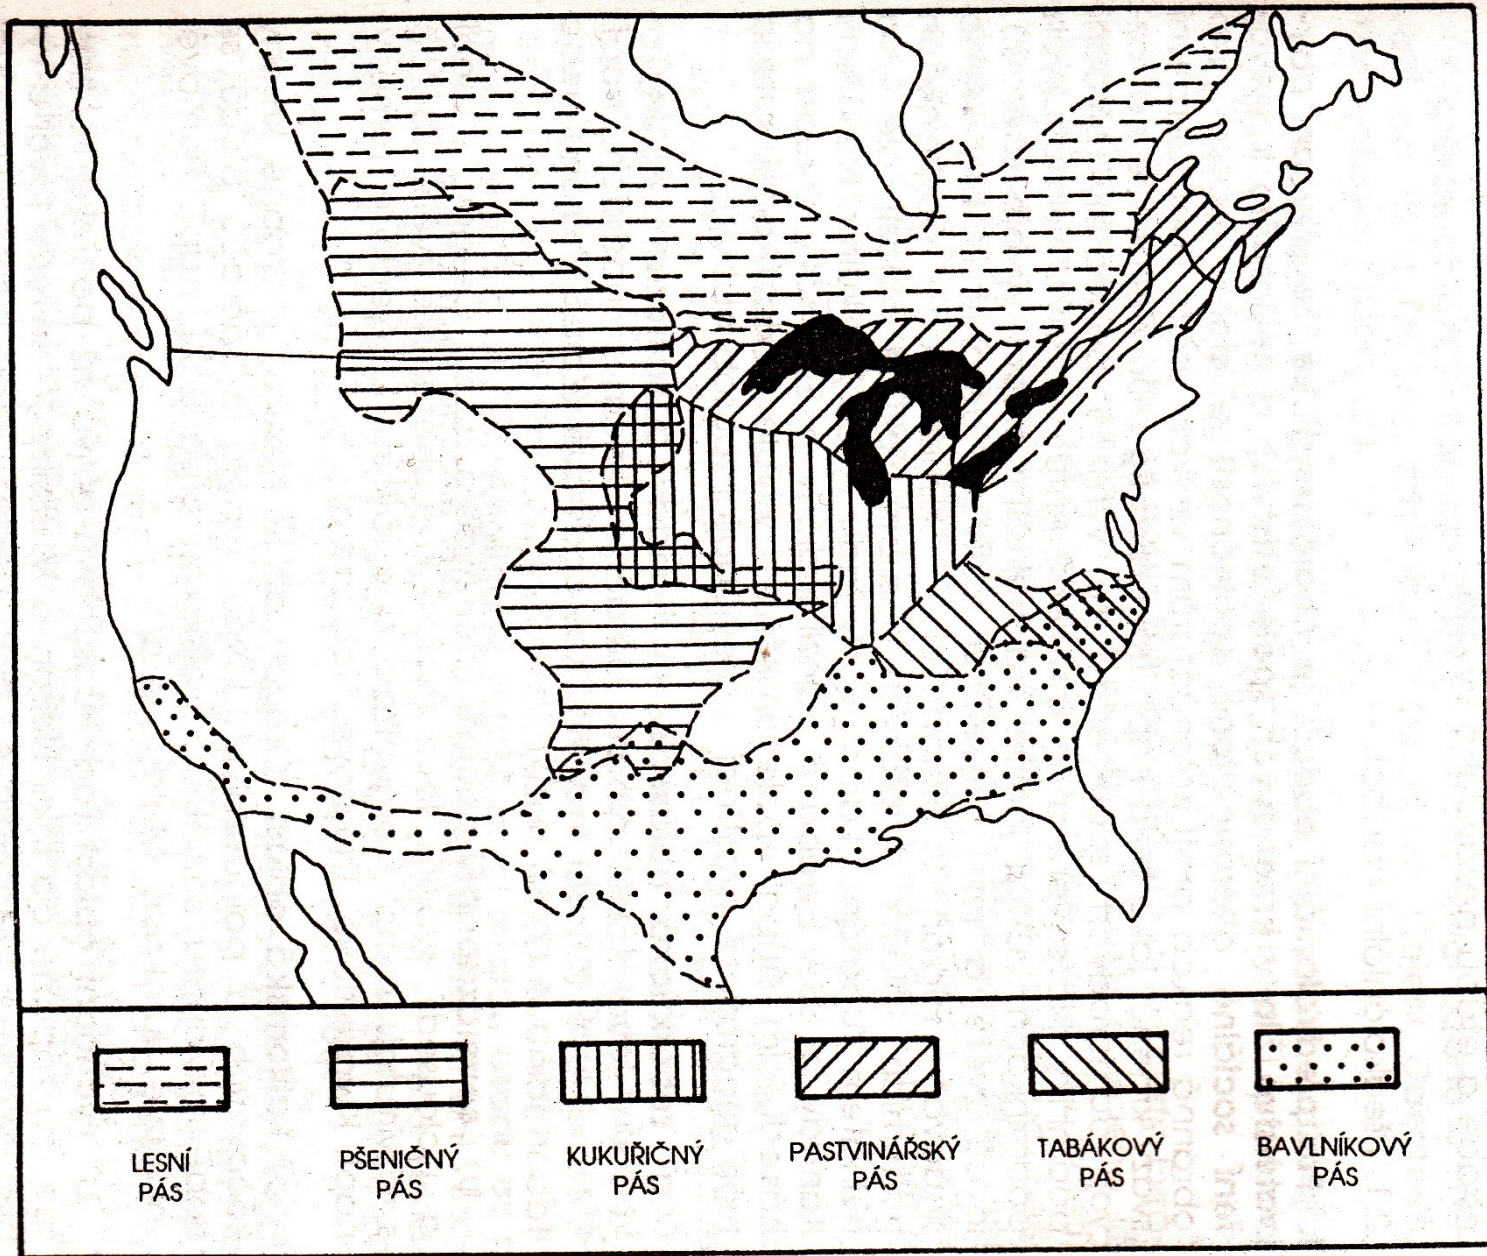 LESNÍ
PÁS
PŠENIČNÝ
PÁS
KUKUŘIČNÝ
PÁS
PASTVINÁŘSKÝ
PÁS
TABÁKOVÝ
PÁS
BAVLNÍKOVÝ
PÁS